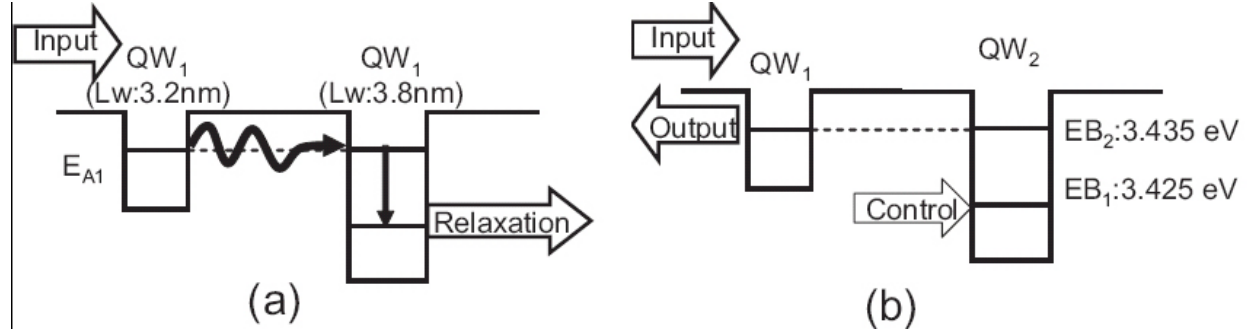 Input
QW1
(Lw:3.2nm)
QW1
(Lw:3.8nm)
EA1
Relaxation
(a)
Input
QW1
QW2
Output
EB2:3.435 eV
EB1:3.425 eV
Control
(b)